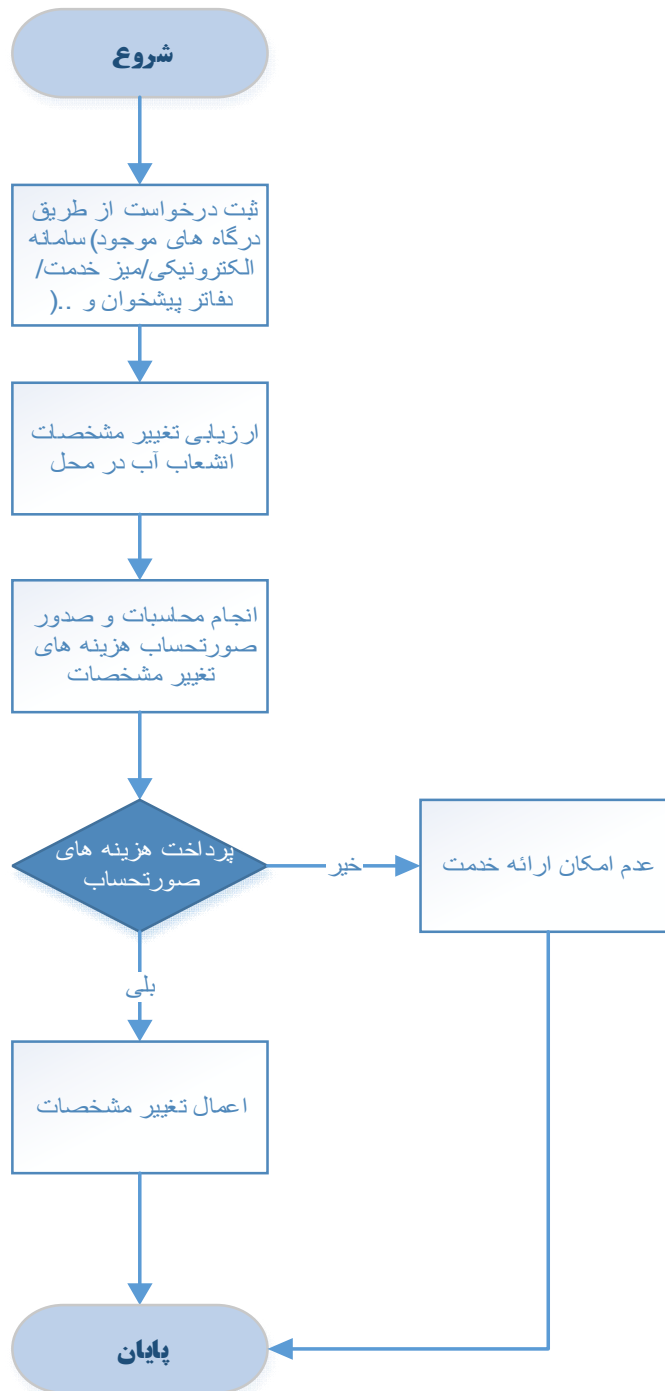 شروع
ثبت درخواست از طریق
درگاه های موجود)سامانه
الکترونیکی/میز خدمت/
دفاتر پیشخوان و ..(
ارزیابی تغییر مشخصات
انشعاب آب در محل
انجام محاسبات و صدور
صورتحساب هزینه های
تغییر مشخصات
پرداخت هزینه های
صورتحساب
خیر
عدم امکان ارائه خدمت
بلی
اعمال تغییر مشخصات
پایان